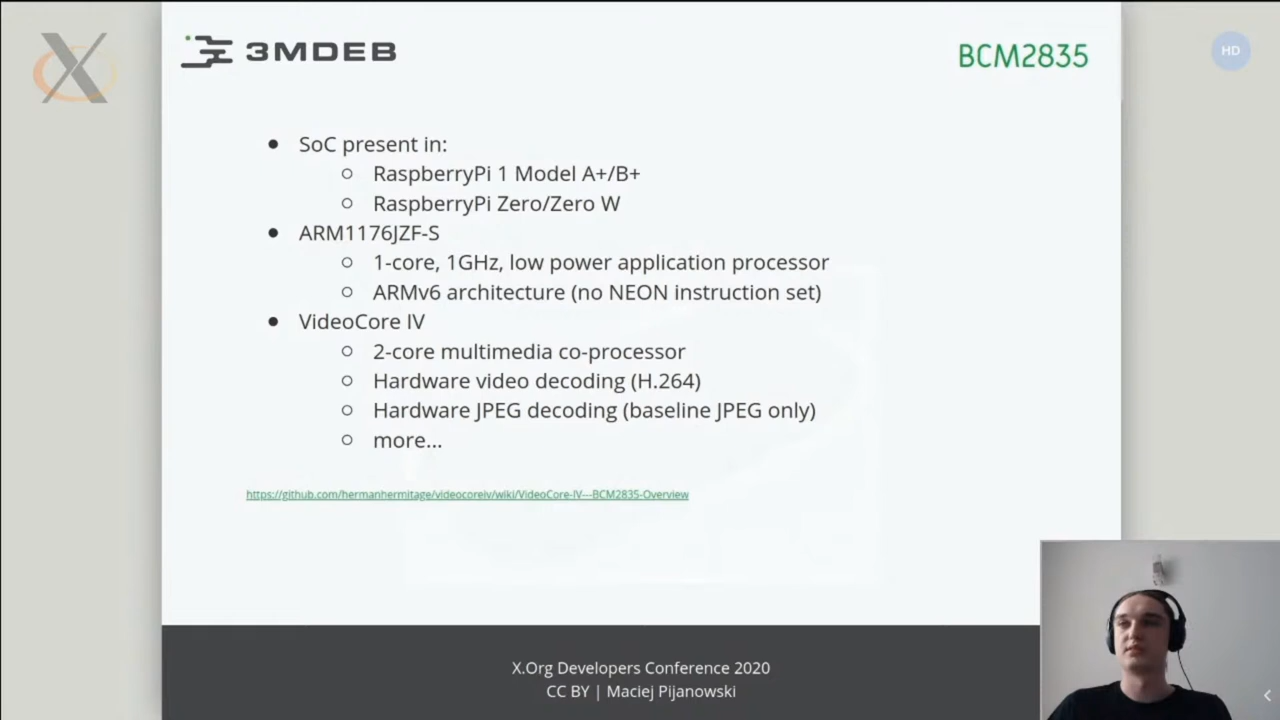 3MDEB
BCM2835
HD
SoC present in:
RaspberryPi 1 Model A+/B+
RaspberryPi Zero/Zero W
ARM1176JZF-S
1-core, 1GHz, low power application processor
ARMv6 architecture (no NEON instruction set)
VideoCore IV
2-core multimedia co-processor
Hardware video decoding (H.264)
Hardware JPEG decoding (baseline JPEG only)
more...
https://github.com/hermanhermitage/videocoreiv/wiki/VideoCore-IV---BCM2835-Overview
X.Org Developers Conference 2020
CC BY | Maciej Pijanowski